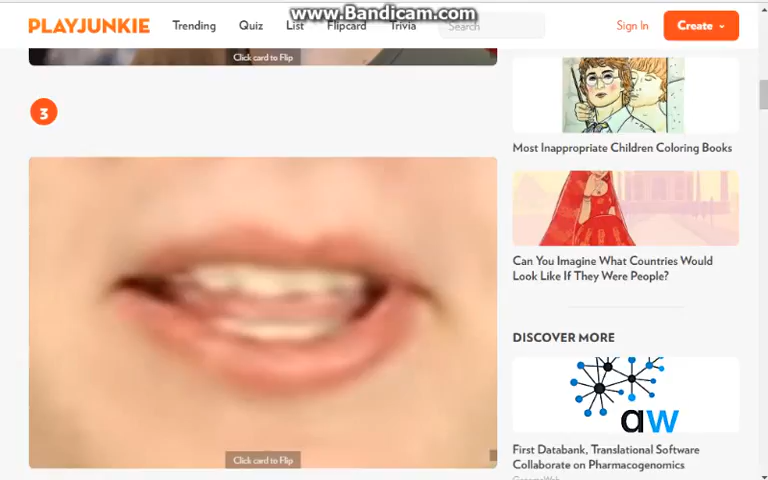 www.Bandicam.com
PLAYJUNKIE Trending Quiz List Flipcard Trivia Search Sign In Create
Click card to Flip
3
Click card to Flip
Most Inappropriate Children Coloring Books
Can You Imagine What Countries Would
Look Like If They Were People?
DISCOVER MORE
aw
First Databank, Translational Software
Collaborate on Pharmacogenomics
GenomeWeb